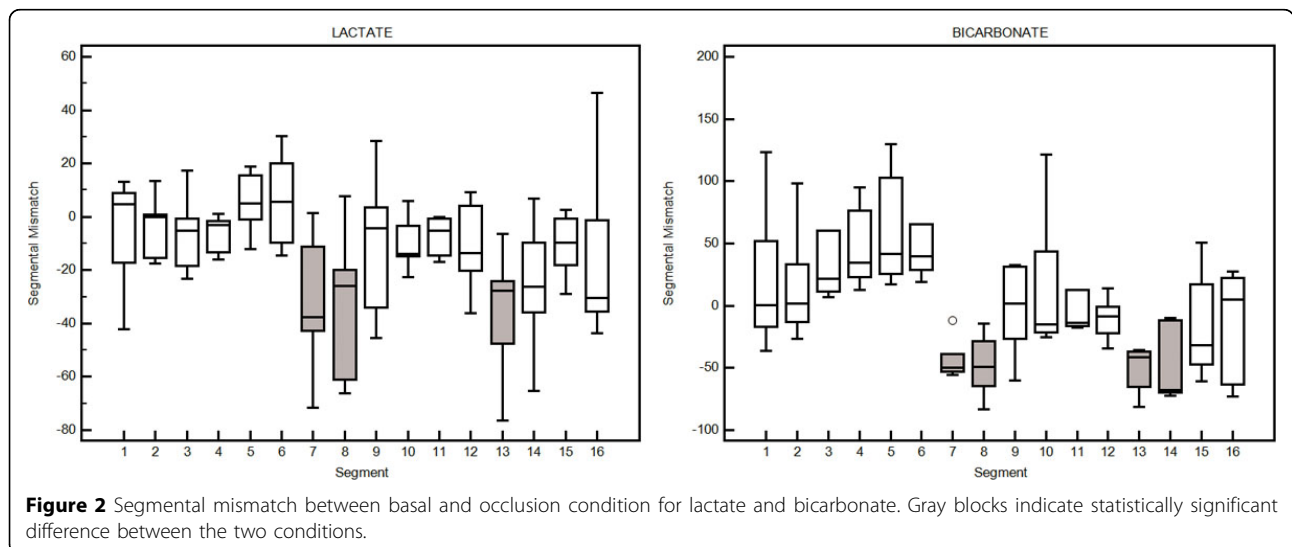 LACTATE
60
40
20
0
-20
-40
-60
-80
Segmental Mismatch
1 2 3 4 5 6 7 8 9 10 11 12 13 14 15 16
Segment
BICARBONATE
200
150
100
50
0
-50
-100
Segmental Mismatch
1 2 3 4 5 6 7 8 9 10 11 12 13 14 15 16
Segment
Figure 2 Segmental mismatch between basal and occlusion condition for lactate and bicarbonate. Gray blocks indicate statistically significant
difference between the two conditions.